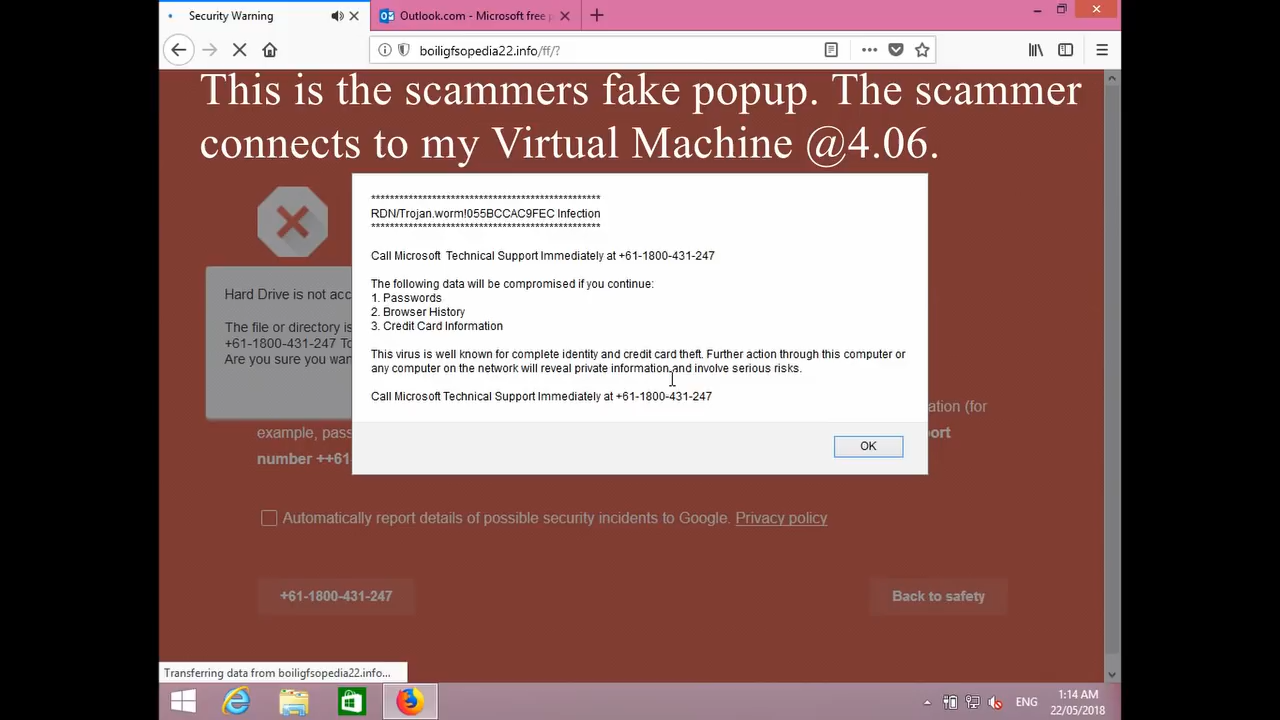 Security Warning
Outlook.com - Microsoft free
boiligfsopedia22.info/ff/?
This is the scammers fake popup. The scammer
connects to my Virtual Machine @4.06.
************************************************
RDN/Trojan.worm!055BCCAC9FEC Infection
************************************************
Call Microsoft  Technical Support Immediately at +61-1800-431-247
The following data will be compromised if you continue:
1. Passwords
2. Browser History
3. Credit Card Information
This virus is well known for complete identity and credit card theft. Further action through this computer or
any computer on the network will reveal private information and involve serious risks.
Call Microsoft Technical Support Immediately at +61-1800-431-247
OK
Hard Drive is not acc
The file or directory is
+61-1800-431-247 To
Are you sure you wan
ation (for
example, pass
port
number ++61
Automatically report details of possible security incidents to Google. Privacy policy
+61-1800-431-247
Back to safety
Transferring data from boiligfsopedia22.info...
ENG
1:14 AM
22/05/2018